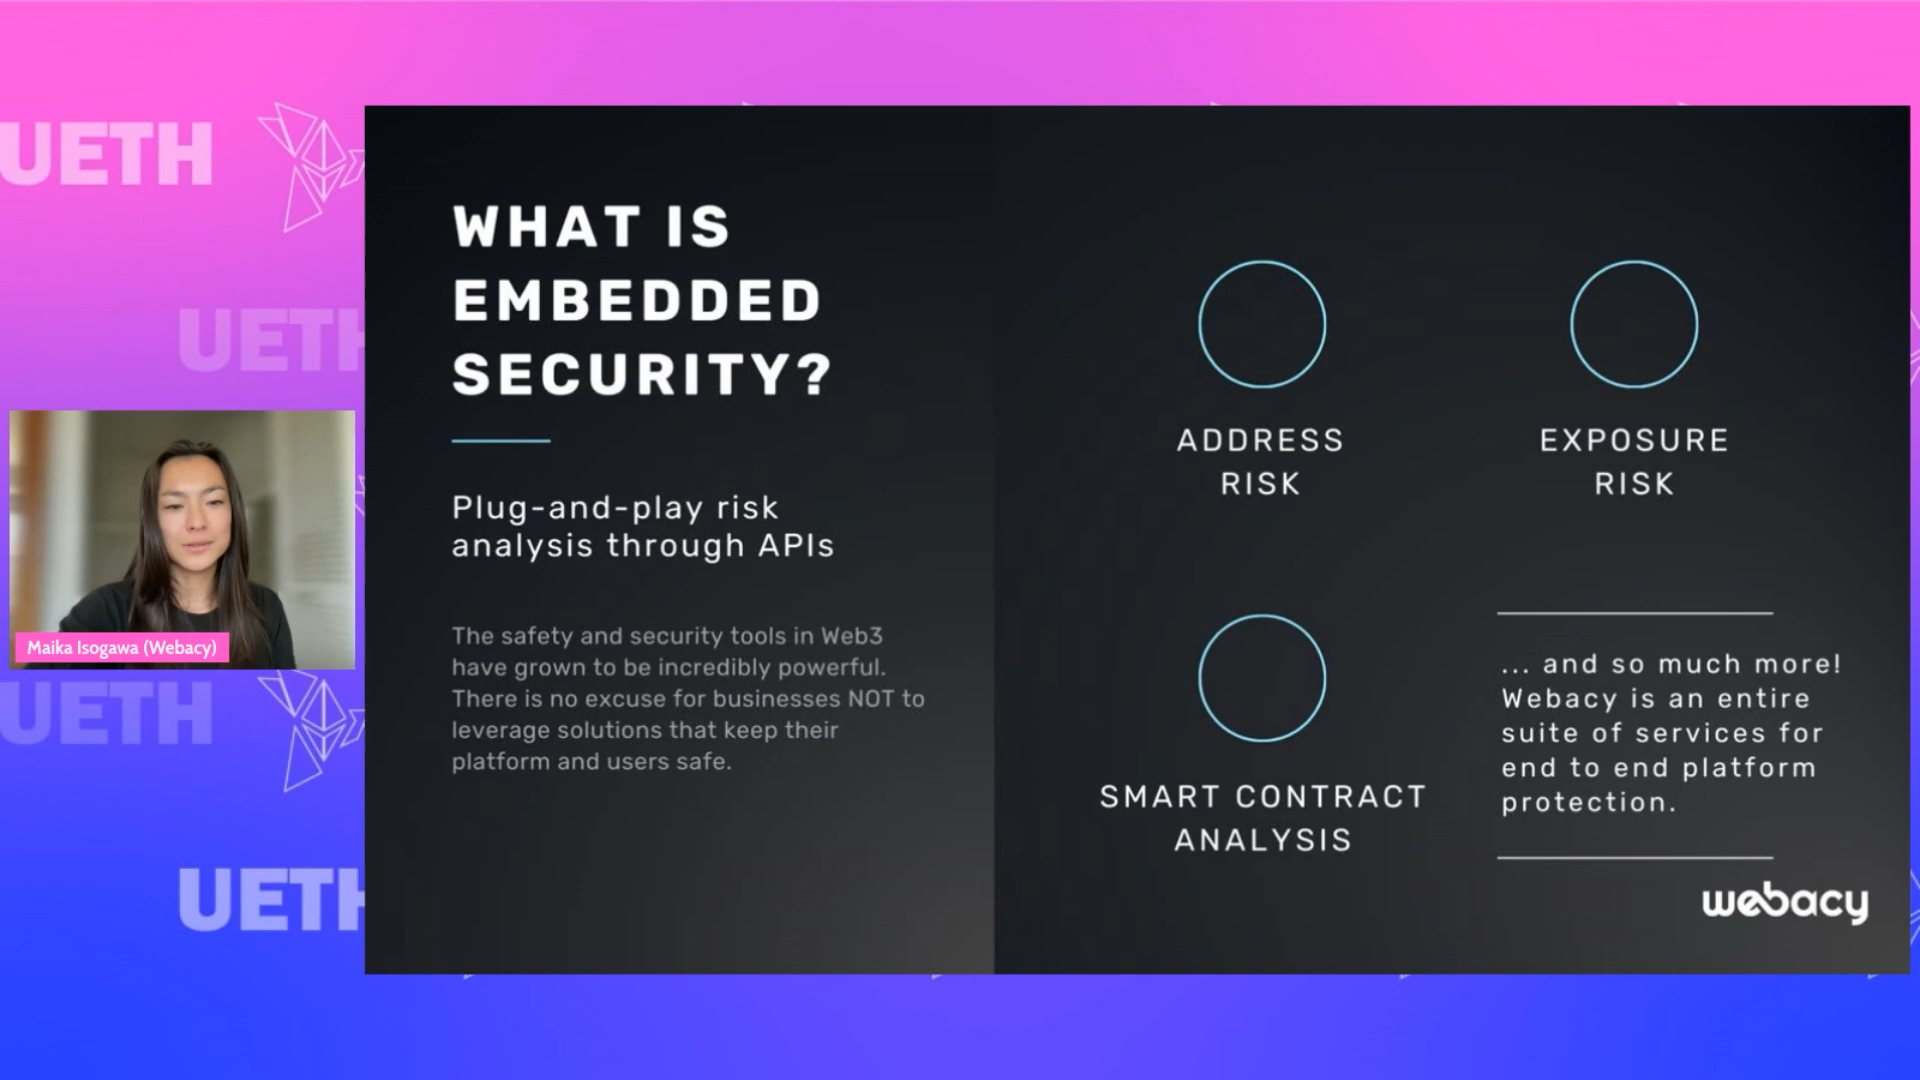 UETH
UETH
WHAT IS
EMBEDDED
SECURITY?
Plug-and-play risk
analysis through APIs
The safety and security tools in Web3
have grown to be incredibly powerful.
There is no excuse for businesses NOT to
leverage solutions that keep their
platform and users safe.
ADDRESS
RISK
EXPOSURE
RISK
SMART CONTRACT
ANALYSIS
... and so much more!
Webacy is an entire
suite of services for
end to end platform
protection.
webacy
Maika Isogawa (Webacy)
UETH
UETH